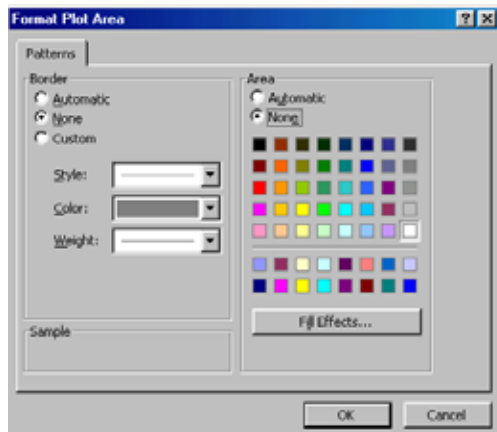 Format Plot Area
Patterns
Border
Automatic
None
Custom
Style:
Color:
Weight:
Sample
Area
Automatic
None
Fill Effects...
OK
Cancel